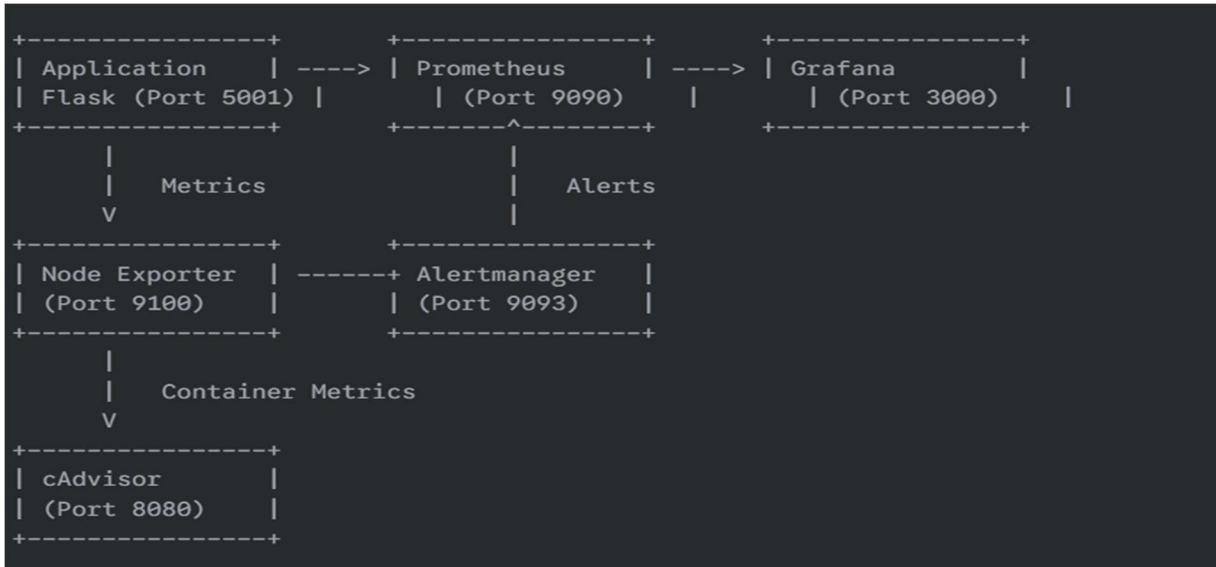 +-----------------+       +-----------------+       +-----------------+
| Application     | ----> | Prometheus      | ----> | Grafana         |
| Flask (Port 5001) |       | (Port 9090)     |       | (Port 3000)     |
+-----------------+       +-------^---------+       +-----------------+
      |                           |
      |   Metrics                 |   Alerts
      V                           |
+-----------------+       +-----------------+
| Node Exporter   | ------+ Alertmanager    |
| (Port 9100)     |       | (Port 9093)     |
+-----------------+       +-----------------+
      |
      |   Container Metrics
      V
+-----------------+
| cAdvisor        |
| (Port 8080)     |
+-----------------+